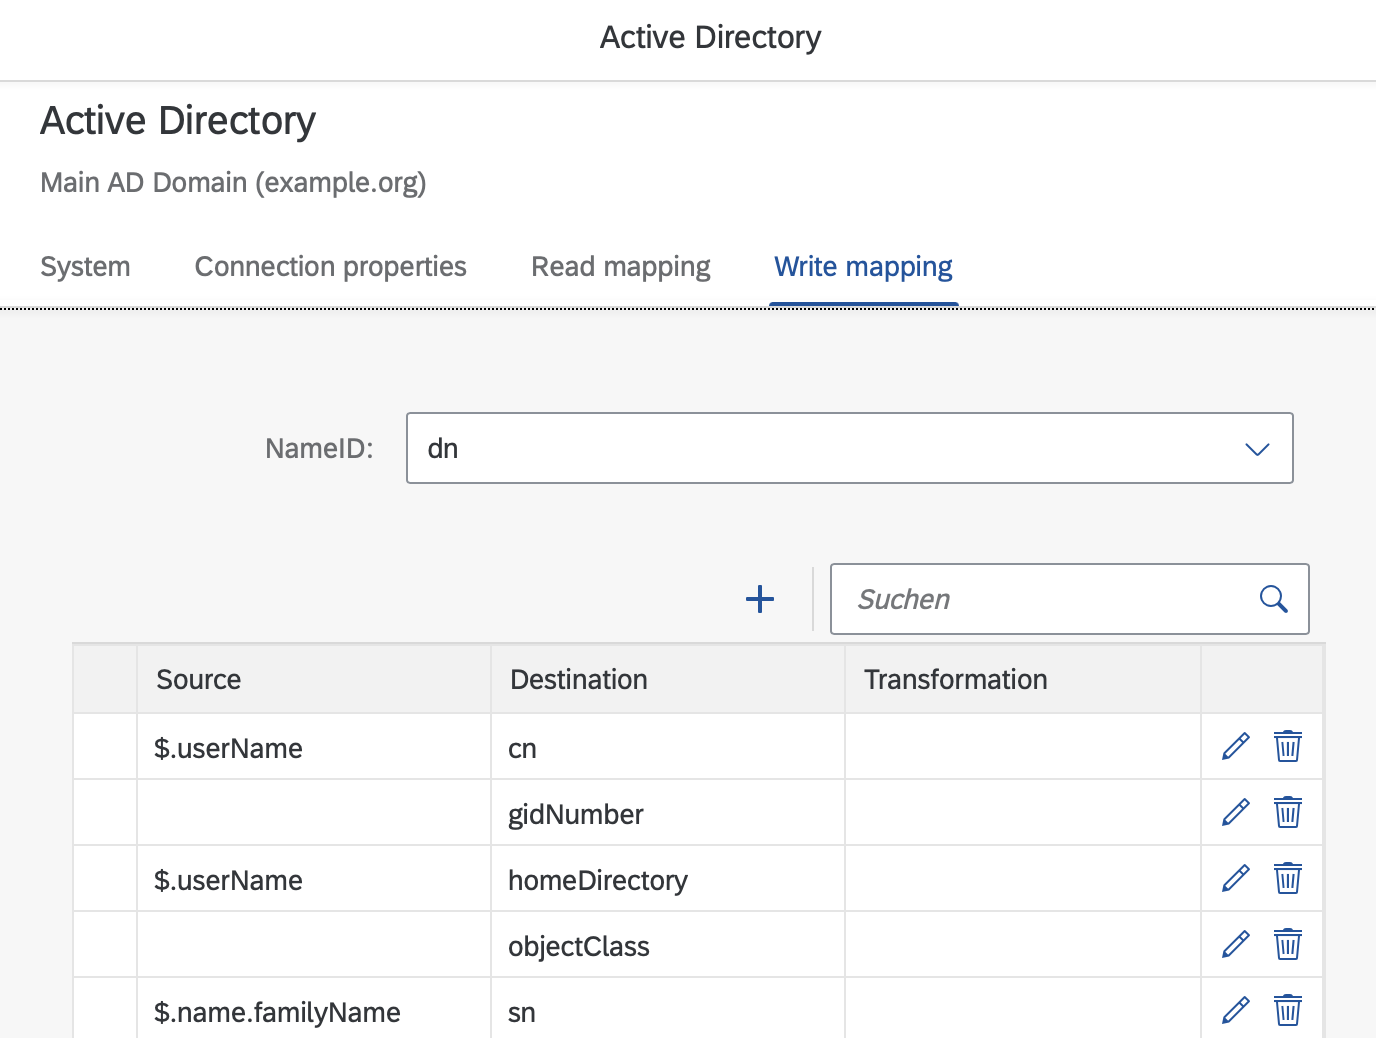 Active Directory
Active Directory
Main AD Domain (example.org)
System Connection properties Read mapping Write mapping
NameID: dn
Suchen
Source Destination Transformation
$.userName cn
gidNumber
$.userName homeDirectory
objectClass
$.name.familyName sn